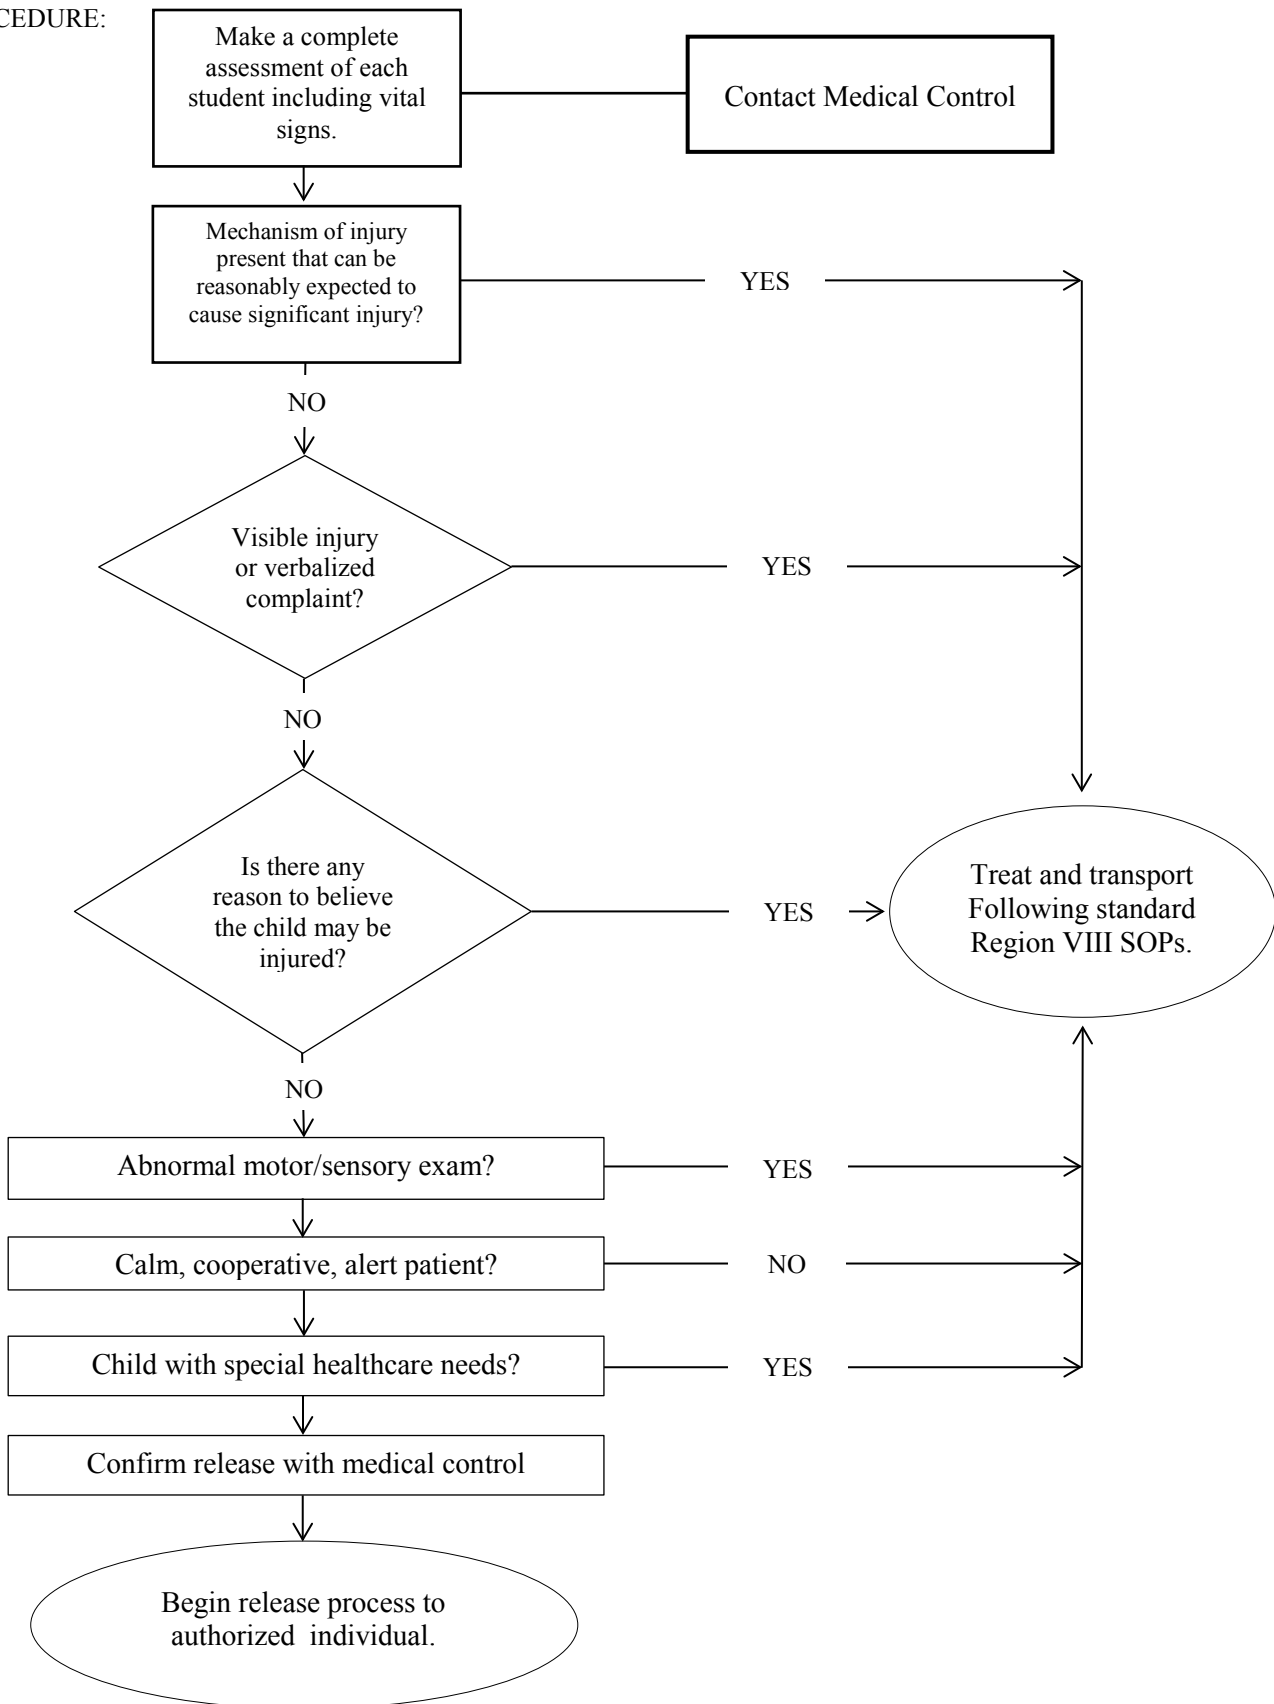 CEDURE:
Make a complete
assessment of each
student including vital
signs.
Contact Medical Control
Mechanism of injury
present that can be
reasonably expected to
cause significant injury?
YES
NO
Visible injury
or verbalized
complaint?
YES
NO
Is there any
reason to believe
the child may be
injured?
YES
Treat and transport
Following standard
Region VIII SOPs.
NO
Abnormal motor/sensory exam?
YES
Calm, cooperative, alert patient?
NO
Child with special healthcare needs?
YES
Confirm release with medical control
Begin release process to
authorized individual.